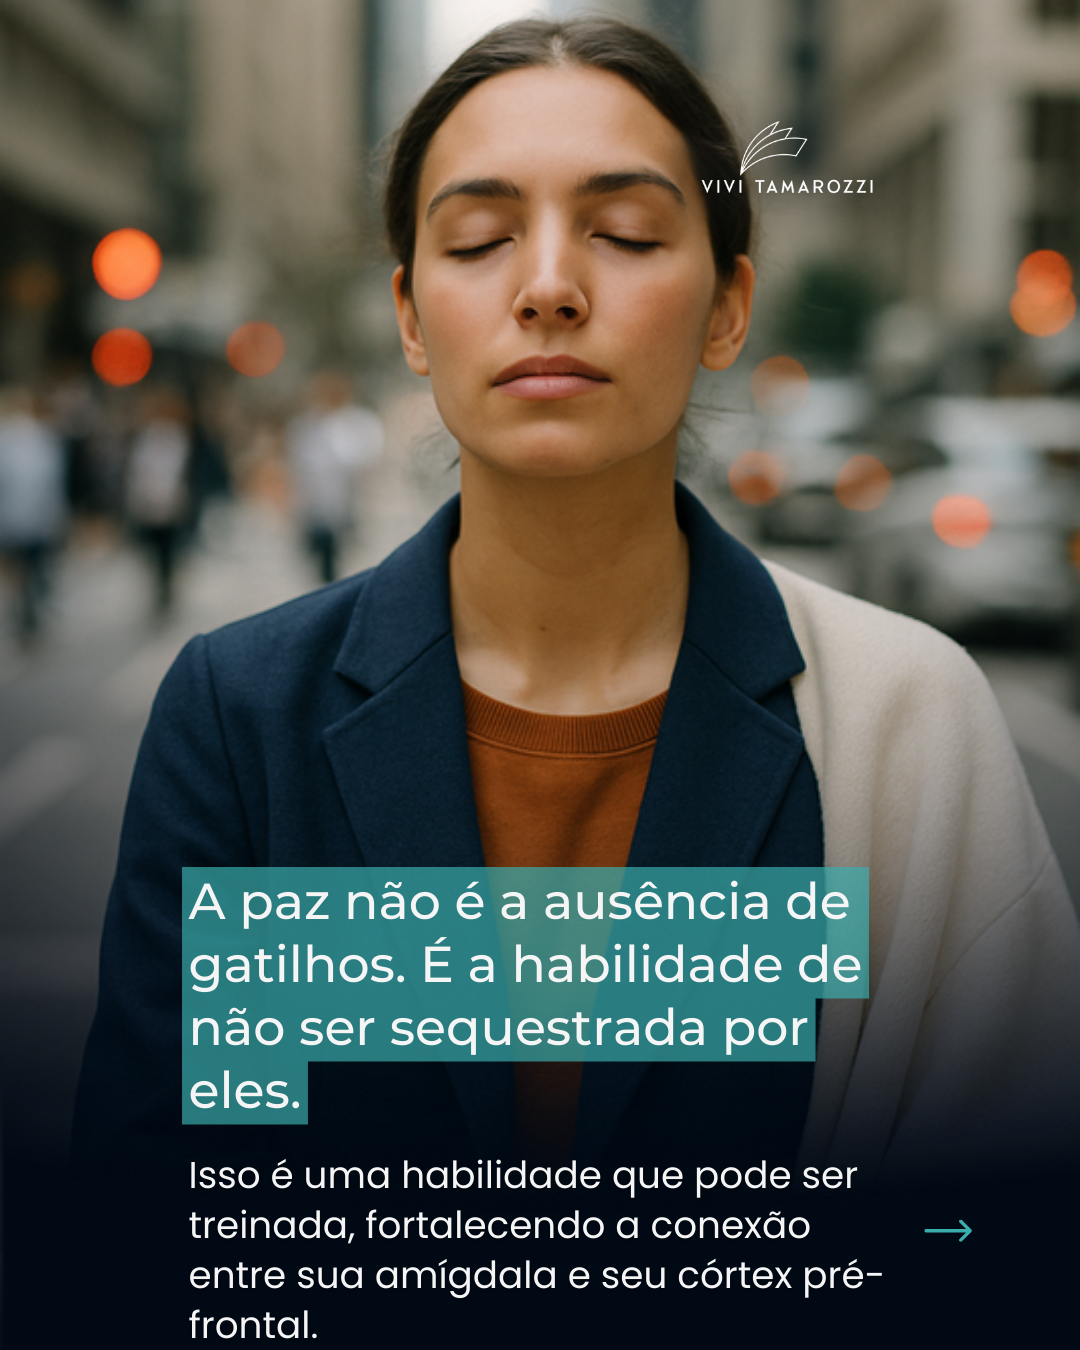 VIVI TAMAROZZI
A paz não é a ausência de
gatilhos. É a habilidade de
não ser sequestrada por
eles.
Isso é uma habilidade que pode ser
treinada, fortalecendo a conexão
entre sua amígdala e seu córtex pré-
frontal.